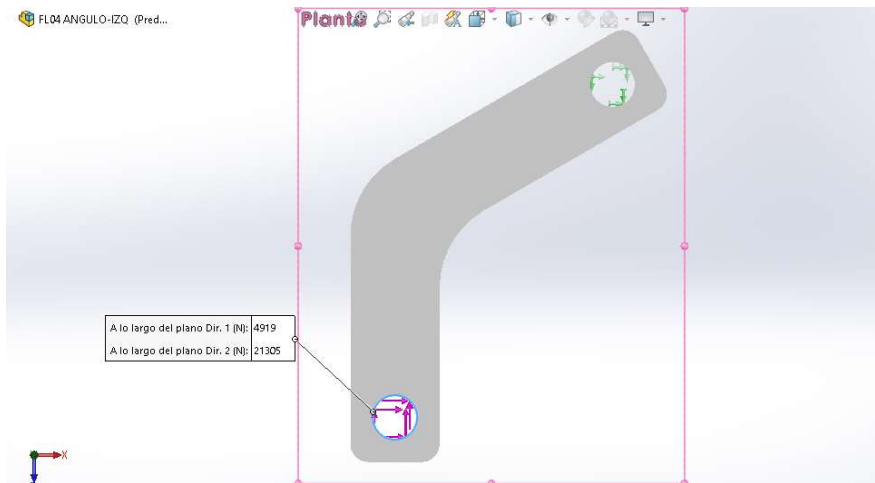 FL04 ANGULO-IZQ (Pred...
Planta
A lo largo del plano Dir. 1 (N): 4919
A lo largo del plano Dir. 2 (N): 21305
X